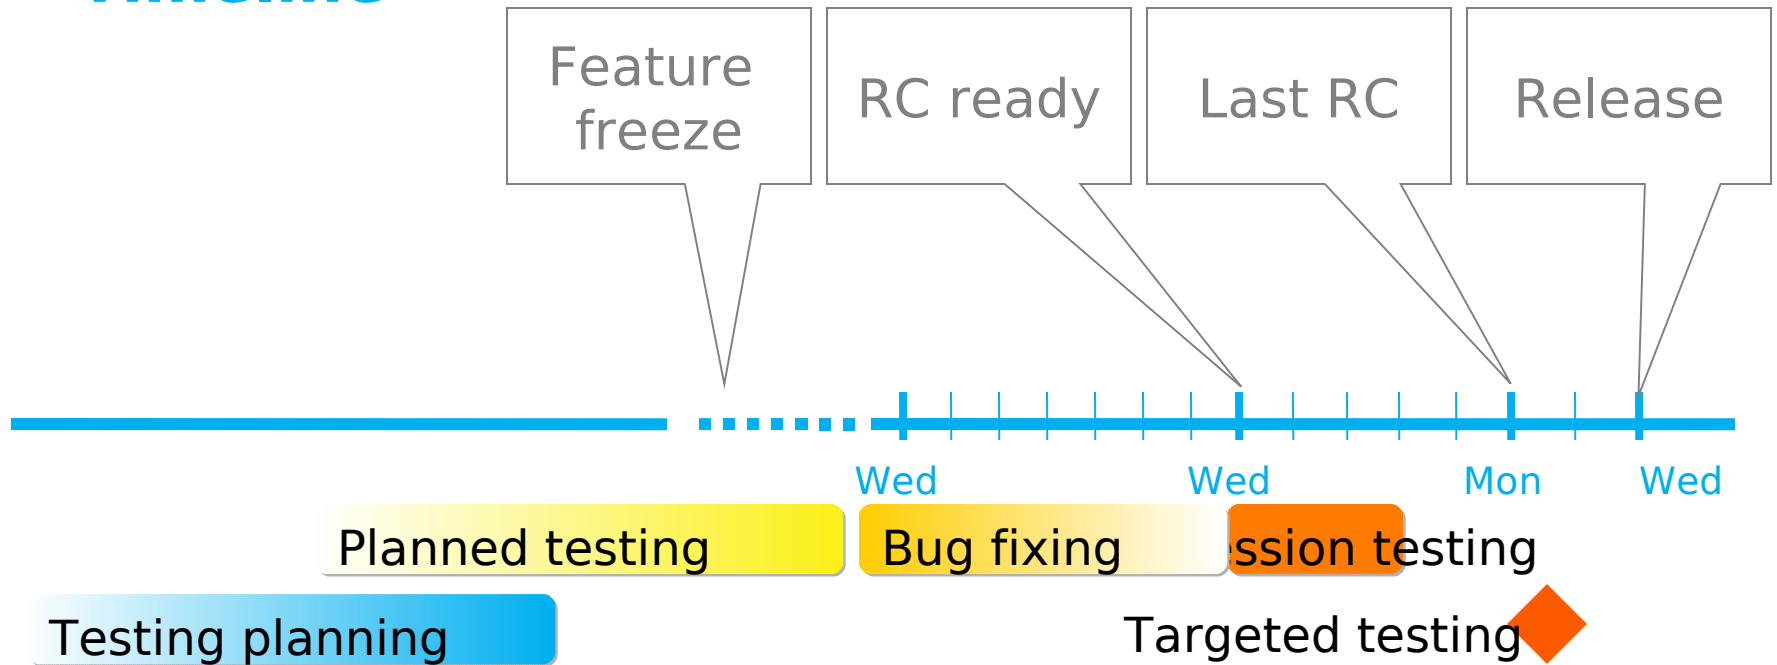 Timeline
Feature
freeze
RC ready
Last RC
Release
Wed
Wed
Mon
Wed
Planned testing
Bug fixing
ssion testing
Testing planning
Targeted testing